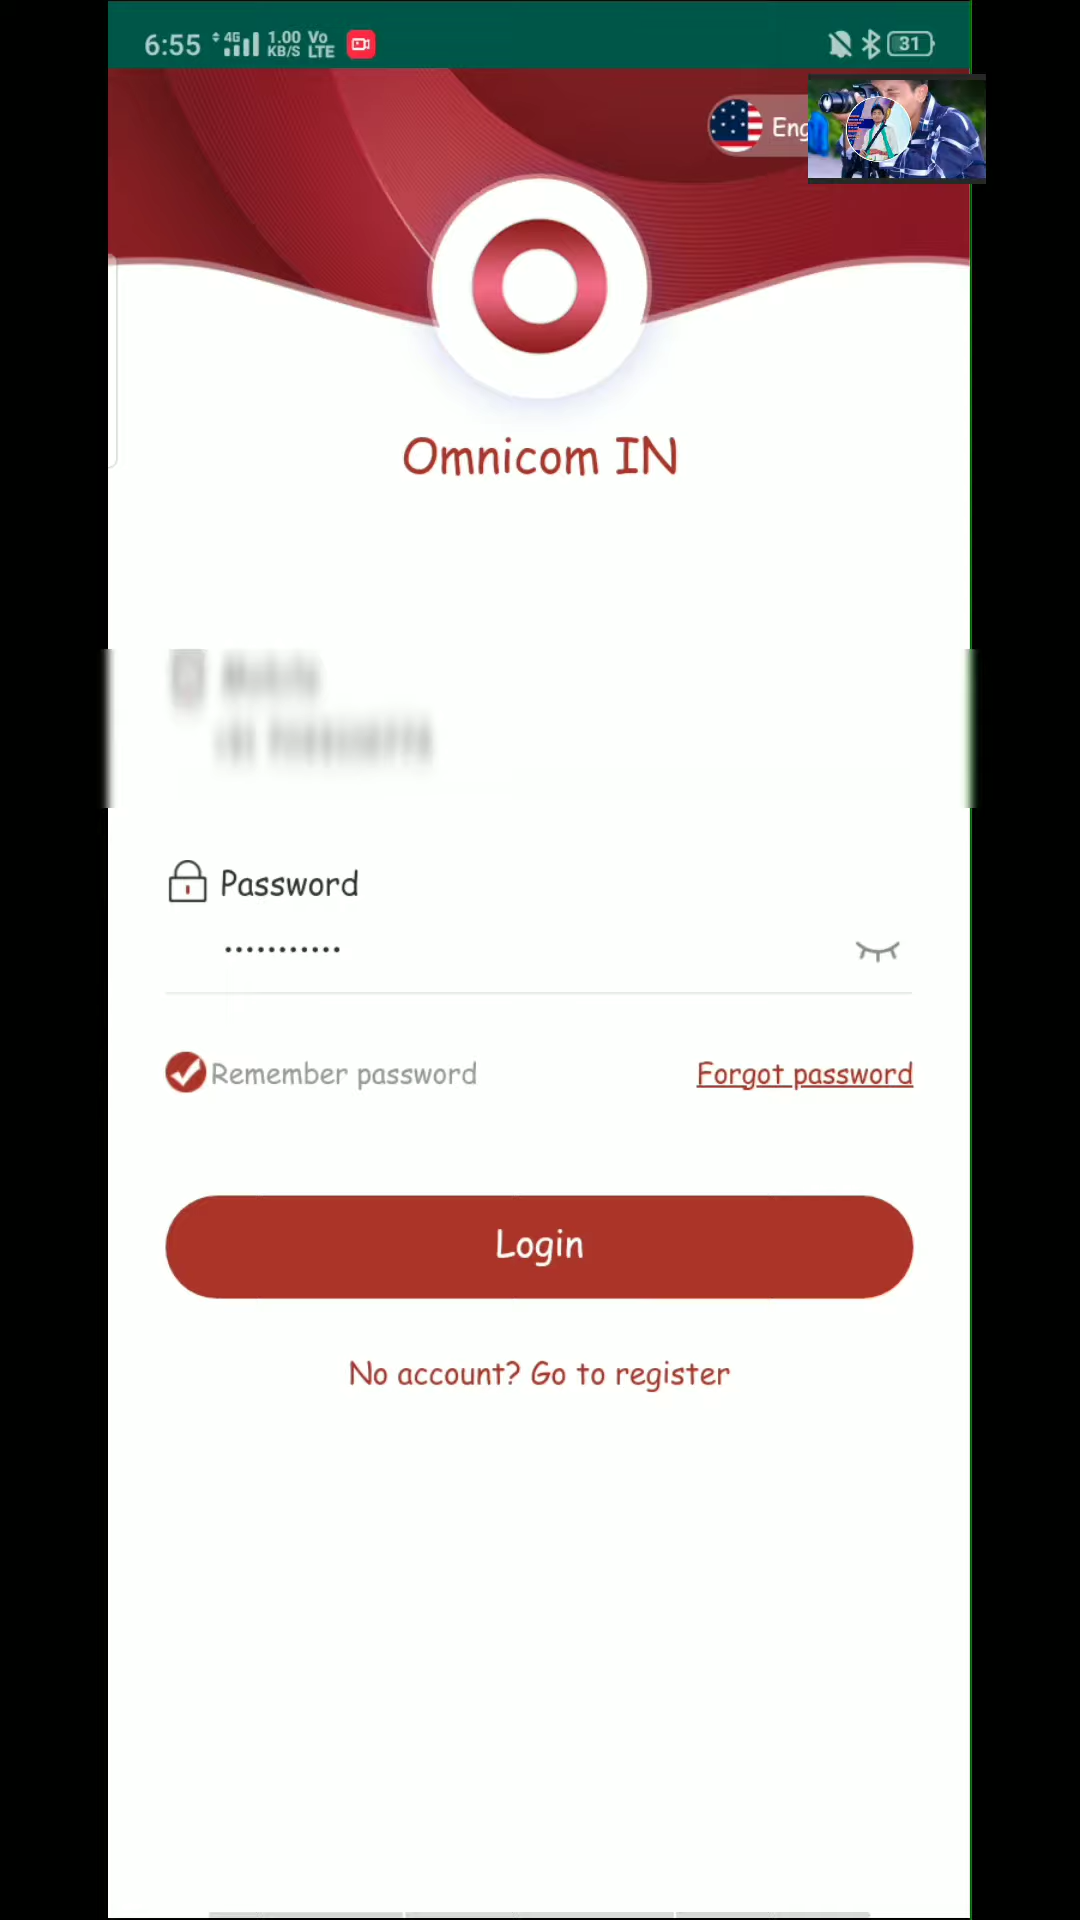 6:55 4G 1.00 KB/S Vo LTE 31
Eng
Omnicom IN
Password
Remember password Forgot password
Login
No account? Go to register